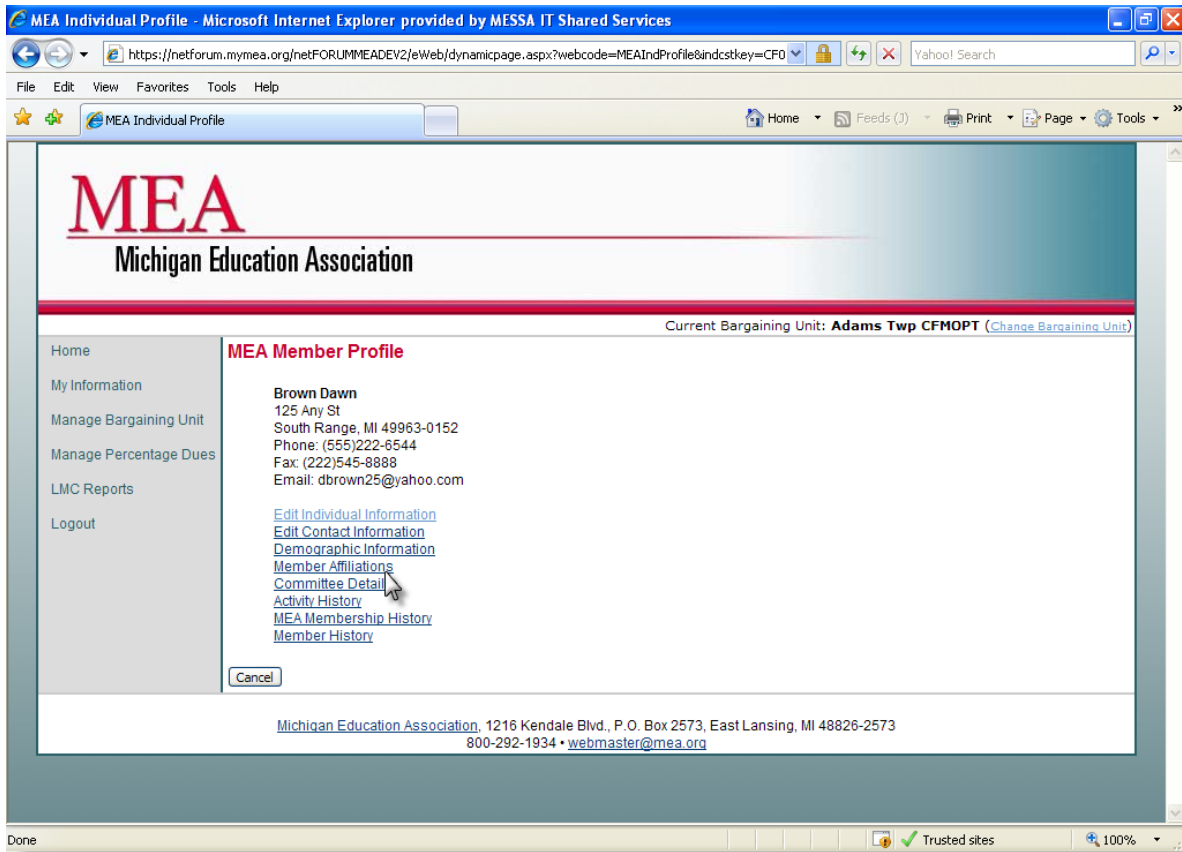 MEA Individual Profile - Microsoft Internet Explorer provided by MESSA IT Shared Services
https://netforum.mymea.org/netFORUMMEADEV2/eWeb/dynamicpage.aspx?webcode=MEAIndProfile&indcstkey=CF0
Yahoo! Search
File Edit View Favorites Tools Help
MEA Individual Profile
Home Feeds (J) Print Page Tools »
MEA
Michigan Education Association
Current Bargaining Unit: Adams Twp CFMOPT (Change Bargaining Unit)
Home
My Information
Manage Bargaining Unit
Manage Percentage Dues
LMC Reports
Logout
MEA Member Profile
Brown Dawn
125 Any St
South Range, MI 49963-0152
Phone: (555)222-6544
Fax: (222)545-8888
Email: dbrown25@yahoo.com
Edit Individual Information
Edit Contact Information
Demographic Information
Member Affiliations
Committee Detail
Activity History
MEA Membership History
Member History
Cancel
Michigan Education Association, 1216 Kendale Blvd., P.O. Box 2573, East Lansing, MI 48826-2573
800-292-1934 • webmaster@mea.org
Done
Trusted sites
100%